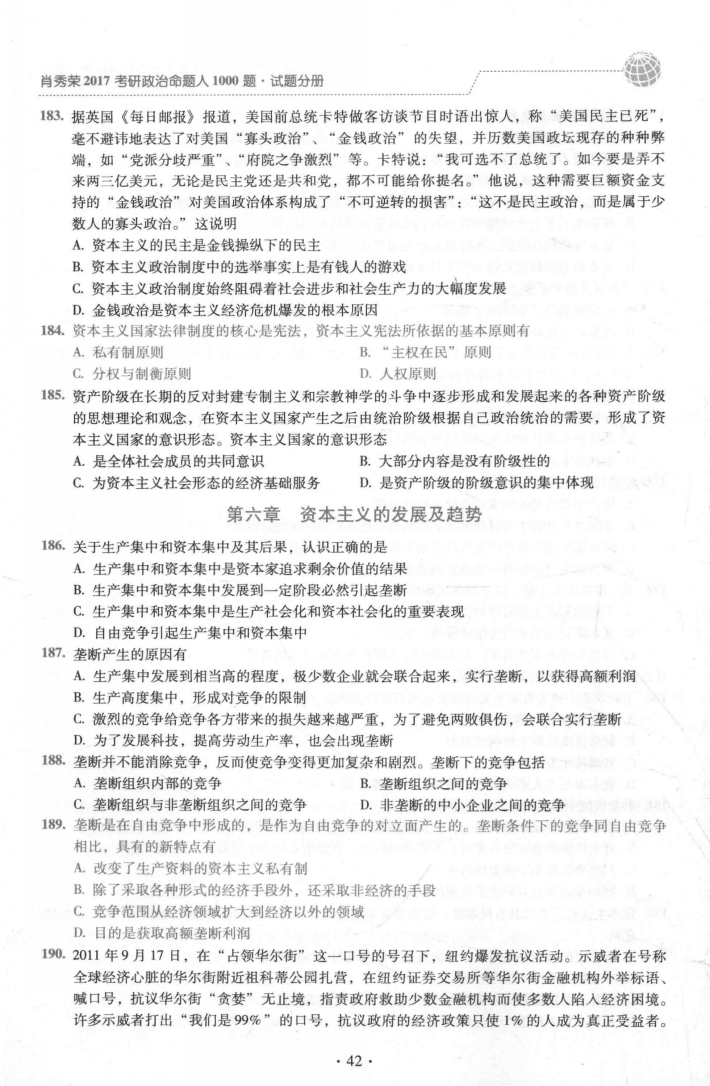 肖秀荣2017考研政治命题人1000题·试题分册
183. 据英国《每日邮报》报道，美国前总统卡特做客访谈节目时语出惊人，称“美国民主已死”，
毫不避讳地表达了对美国“寡头政治”、“金钱政治”的失望，并历数美国政坛现存的种种弊
端，如“党派分歧严重”、“府院之争激烈”等。卡特说：“我可选不了总统了。如今要是弄不
来两三亿美元，无论是民主党还是共和党，都不可能给你提名。”他说，这种需要巨额资金支
持的“金钱政治”对美国政治体系构成了“不可逆转的损害”：“这不是民主政治，而是属于少
数人的寡头政治。”这说明
A. 资本主义的民主是金钱操纵下的民主
B. 资本主义政治制度中的选举事实上是有钱人的游戏
C. 资本主义政治制度始终阻碍着社会进步和社会生产力的大幅度发展
D. 金钱政治是资本主义经济危机爆发的根本原因
184. 资本主义国家法律制度的核心是宪法，资本主义宪法所依据的基本原则有
A. 私有制原则 B. “主权在民”原则
C. 分权与制衡原则 D. 人权原则
185. 资产阶级在长期的反对封建专制主义和宗教神学的斗争中逐步形成和发展起来的各种资产阶级
的思想理论和观念，在资本主义国家产生之后由统治阶级根据自己政治统治的需要，形成了资
本主义国家的意识形态。资本主义国家的意识形态
A. 是全体社会成员的共同意识 B. 大部分内容是没有阶级性的
C. 为资本主义社会形态的经济基础服务 D. 是资产阶级的阶级意识的集中体现
第六章 资本主义的发展及趋势
186. 关于生产集中和资本集中及其后果，认识正确的是
A. 生产集中和资本集中是资本家追求剩余价值的结果
B. 生产集中和资本集中发展到一定阶段必然引起垄断
C. 生产集中和资本集中是生产社会化和资本社会化的重要表现
D. 自由竞争引起生产集中和资本集中
187. 垄断产生的原因有
A. 生产集中发展到相当高的程度，极少数企业就会联合起来，实行垄断，以获得高额利润
B. 生产高度集中，形成对竞争的限制
C. 激烈的竞争给竞争各方带来的损失越来越严重，为了避免两败俱伤，会联合实行垄断
D. 为了发展科技，提高劳动生产率，也会出现垄断
188. 垄断并不能消除竞争，反而使竞争变得更加复杂和剧烈。垄断下的竞争包括
A. 垄断组织内部的竞争 B. 垄断组织之间的竞争
C. 垄断组织与非垄断组织之间的竞争 D. 非垄断的中小企业之间的竞争
189. 垄断是在自由竞争中形成的，是作为自由竞争的对立面产生的。垄断条件下的竞争同自由竞争
相比，具有的新特点有
A. 改变了生产资料的资本主义私有制
B. 除了采取各种形式的经济手段外，还采取非经济的手段
C. 竞争范围从经济领域扩大到经济以外的领域
D. 目的是获取高额垄断利润
190. 2011年9月17日，在“占领华尔街”这一口号的号召下，纽约爆发抗议活动。示威者在号称
全球经济心脏的华尔街附近祖科蒂公园扎营，在纽约证券交易所等华尔街金融机构外举标语、
喊口号，抗议华尔街“贪婪”无止境，指责政府救助少数金融机构而使多数人陷入经济困境。
许多示威者打出“我们是99%”的口号，抗议政府的经济政策只使1%的人成为真正受益者。
·42·